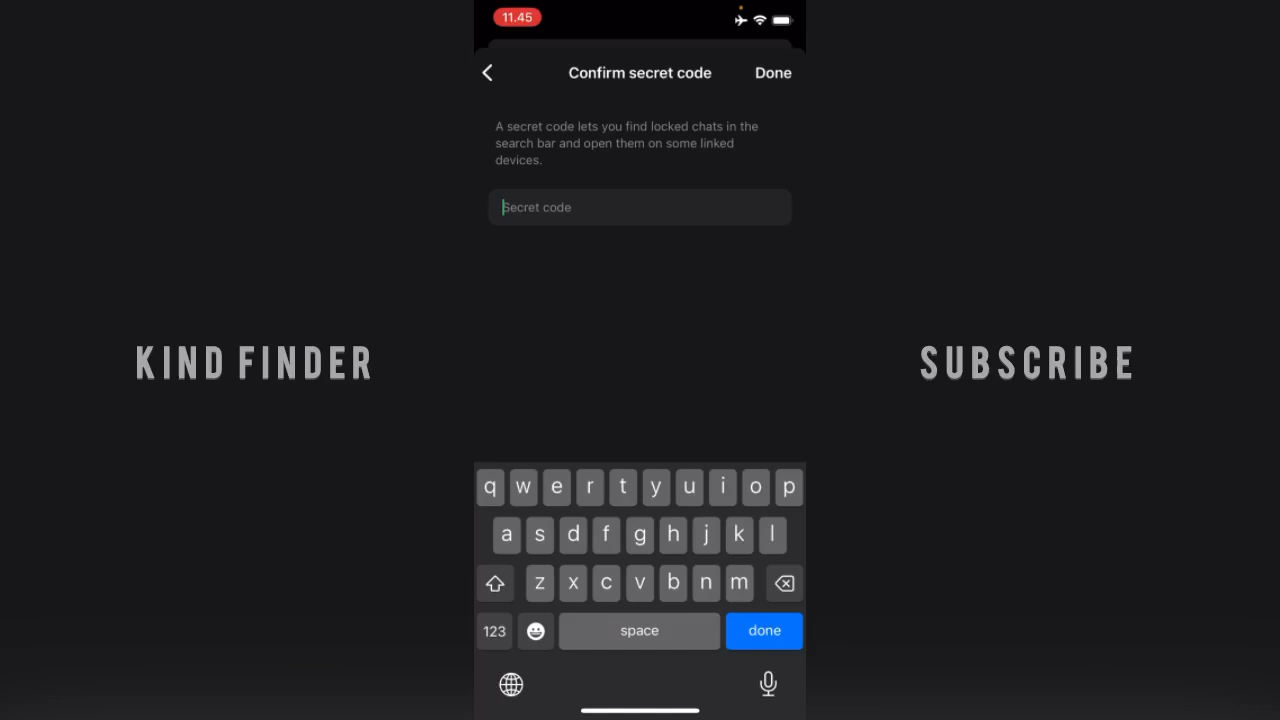 11.45
Confirm secret code
Done
A secret code lets you find locked chats in the
search bar and open them on some linked
devices.
Secret code
KIND FINDER
SUBSCRIBE
q w e r t y u i o p
a s d f g h j k l
z x c v b n m
123 space done